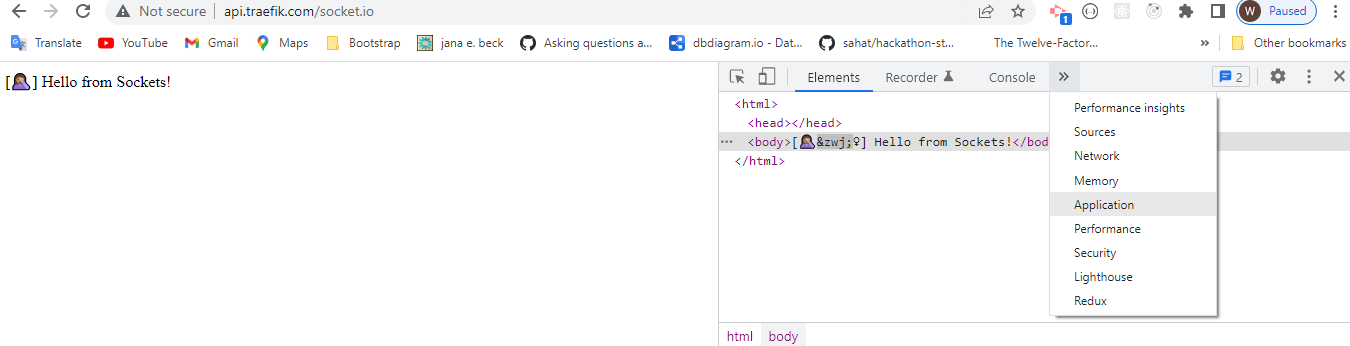 Not secure | api.traefik.com/socket.io 1 W Paused
Translate YouTube Gmail Maps Bootstrap jana e. beck Asking questions a... dbdiagram.io - Dat... sahat/hackathon-st... The Twelve-Factor... » Other bookmarks
[🤦🏽‍♀] Hello from Sockets!
Elements Recorder Console » 2
<html>
<head></head>
<body>[🤦🏽&zwj;♀] Hello from Sockets!</bod
</html>
Performance insights
Sources
Network
Memory
Application
Performance
Security
Lighthouse
Redux
html body